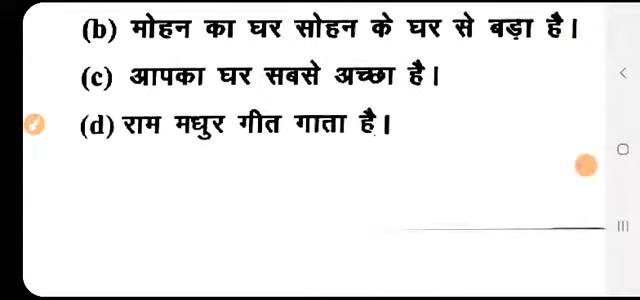 (b) मोहन का घर सोहन के घर से बड़ा है।
(c) आपका घर सबसे अच्छा है।
(d) राम मधुर गीत गाता है।